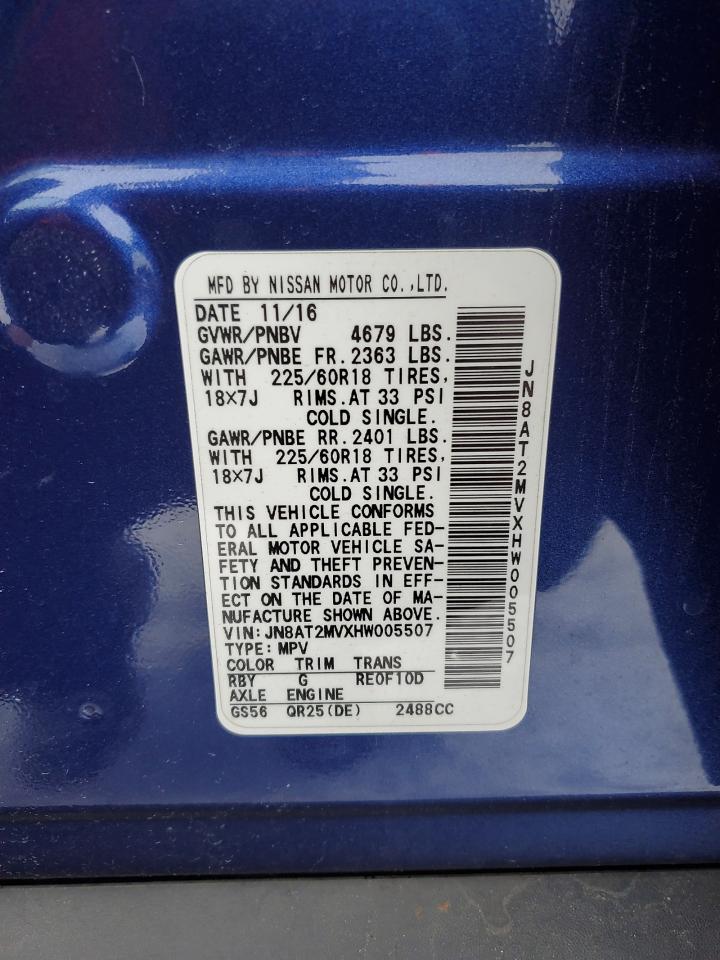 MFD BY NISSAN MOTOR CO.,LTD.
DATE 11/16
GVWR/PNBV 4679 LBS.
GAWR/PNBE FR.2363 LBS.
WITH 225/60R18 TIRES,
18×7J RIMS.AT 33 PSI
COLD SINGLE.
GAWR/PNBE RR.2401 LBS.
WITH 225/60R18 TIRES,
18×7J RIMS.AT 33 PSI
COLD SINGLE.
THIS VEHICLE CONFORMS
TO ALL APPLICABLE FED-
ERAL MOTOR VEHICLE SA-
FETY AND THEFT PREVEN-
TION STANDARDS IN EFF-
ECT ON THE DATE OF MA-
NUFACTURE SHOWN ABOVE.
VIN:JN8AT2MVXHW005507
TYPE:MPV
COLOR TRIM TRANS
RBY G RE0F10D
AXLE ENGINE
GS56 QR25(DE) 2488CC
JN8AT2MVXHW005507